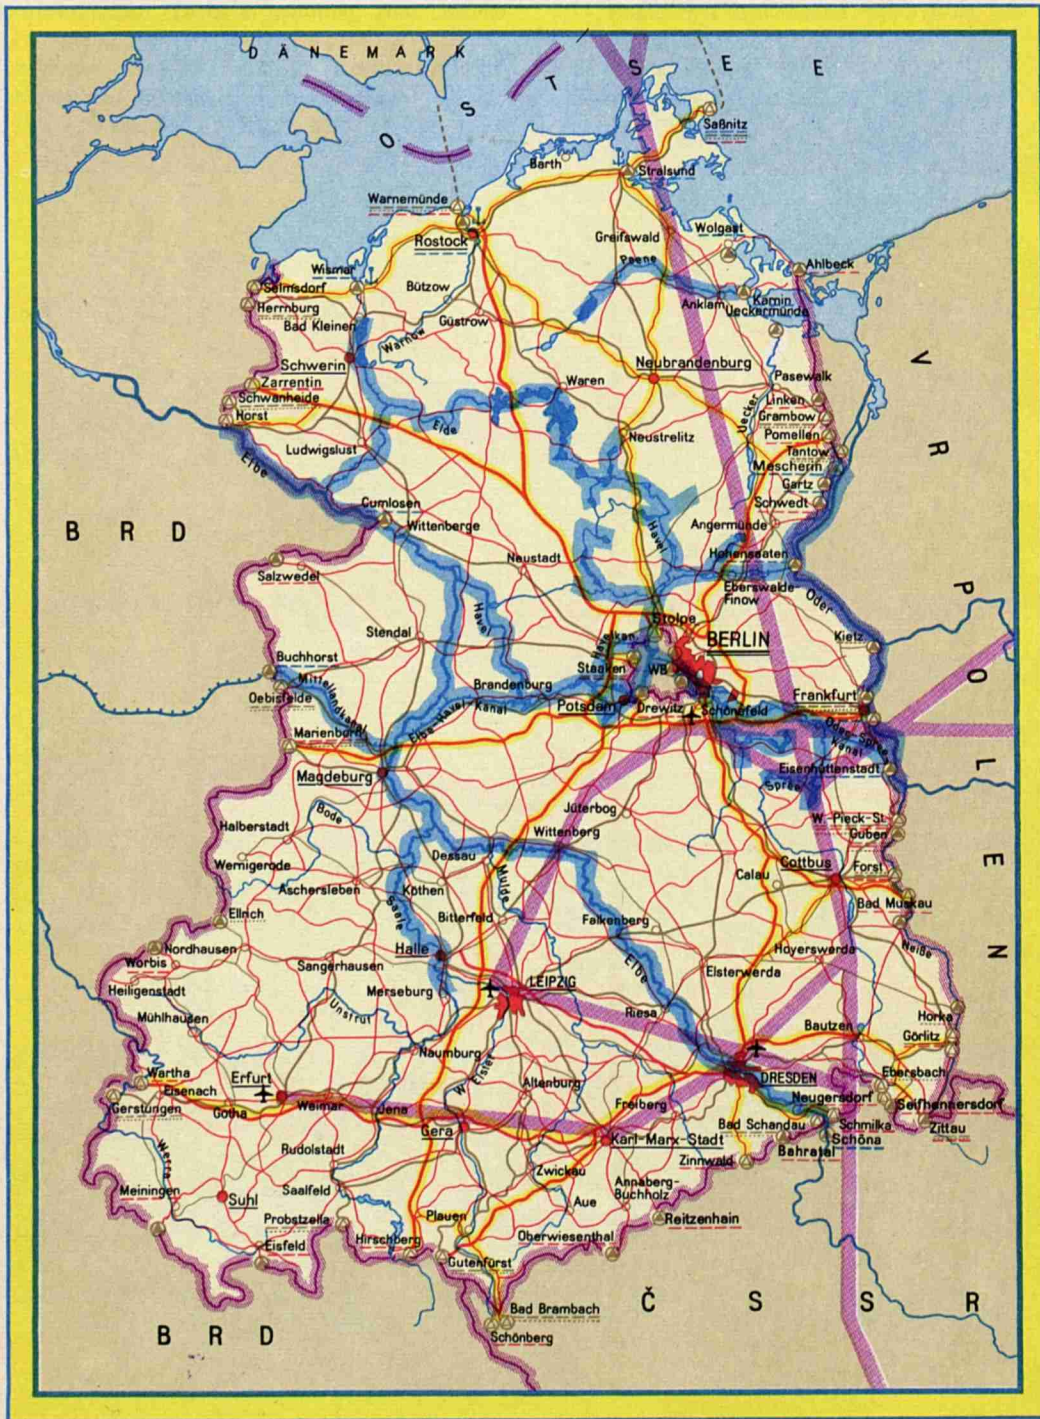 DÄNEMARK
OSTSEE
Saßnitz
Barth
Stralsund
Warnemünde
Rostock
Greifswald
Wolgast
Peene
Ahlbeck
Wismar
Selmsdorf
Herrnburg
Bützow
Anklam
Kamin
Ueckermünde
Bad Kleinen
Güstrow
Warnow
Schwerin
Neubrandenburg
Zarrentin
Schwanheide
Horst
Waren
Pasewalk
Uecker
Linken
Grambow
Pomellen
Tantow
Mescherin
Gartz
Schwedt
Elde
Neustrelitz
Ludwigslust
Elbe
Cumlosen
Wittenberge
Angermünde
Havel
BRD
Neustadt
Hohensaaten
Salzwedel
Eberswalde-
Finow
Oder
Stolpe
Havel
Stendal
BERLIN
Kietz
Buchhorst
Staaken
WB
Mittellandkanal
Oebisfelde
Brandenburg
Potsdam
Drewitz
Schönefeld
Frankfurt
Elbe-Havel-Kanal
Marienborn
Oder-Spree-
Kanal
Eisenhüttenstadt
Magdeburg
Spree
Bode
Jüterbog
W.-Pieck-St.
Guben
Halberstadt
Wittenberg
Wernigerode
Dessau
Cottbus
Forst
Calau
Aschersleben
Köthen
Mulde
Bad Muskau
Ellrich
Saale
Bitterfeld
Falkenberg
Nordhausen
Halle
Hoyerswerda
Neiße
Worbis
Sangerhausen
Elbe
Elsterwerda
Heiligenstadt
Merseburg
LEIPZIG
Mühlhausen
Unstrut
Riesa
Horka
Bautzen
Görlitz
Naumburg
W. Elster
Wartha
Eisenach
Erfurt
Altenburg
DRESDEN
Ebersbach
Neugersdorf
Seifhennersdorf
Gerstungen
Gotha
Weimar
Jena
Freiberg
Bad Schandau
Schmilka
Zittau
Gera
Karl-Marx-Stadt
Schöna
Bahratal
Rudolstadt
Zinnwald
Werra
Zwickau
Meiningen
Suhl
Saalfeld
Annaberg-
Buchholz
Aue
Probstzella
Plauen
Reitzenhain
Eisfeld
Hirschberg
Oberwiesenthal
Gutenfürst
BRD
Bad Brambach
Schönberg
ČSSR
VR POLEN